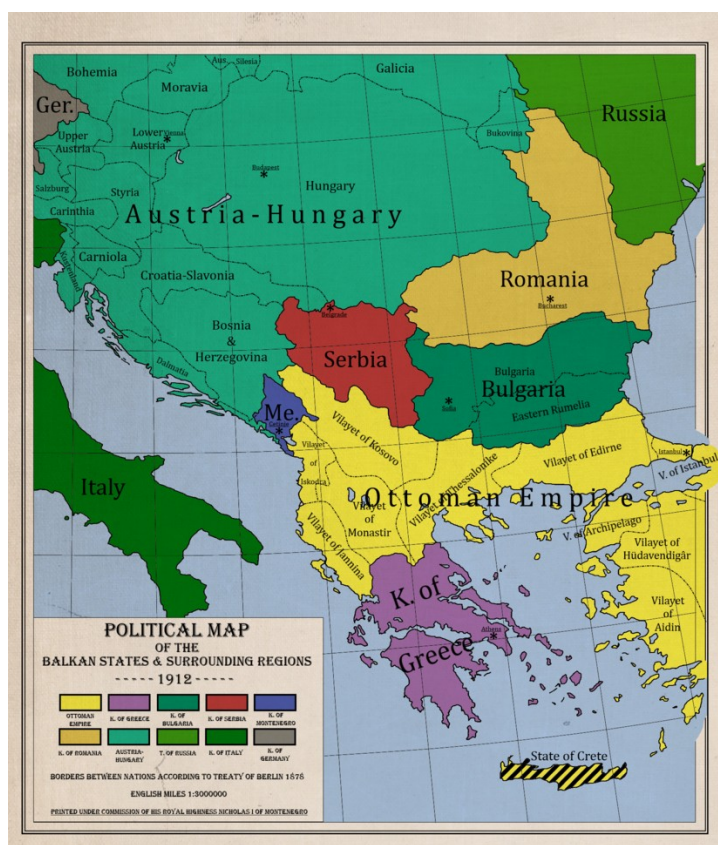 Bohemia
Aus.
Silesia
Moravia
Galicia
Ger.
Russia
Upper
Austria
Lower
Austria
Vienna
Bukovina
Budapest
Salzburg
Styria
Hungary
Carinthia
Austria-Hungary
Carniola
Küstenland
Croatia-Slavonia
Romania
Bucharest
Belgrade
Bosnia
&
Herzegovina
Serbia
Dalmatia
Bulgaria
Bulgaria
Eastern Rumelia
Sofia
Me.
Cetinje
Vilayet of Kosovo
Vilayet
of
Iskodra
Italy
Vilayet of Edirne
Istanbul
V. of Istanbul
Vilayet of Thessalonike
Ottoman Empire
Vilayet
of
Monastir
Vilayet of Jannina
V. of Archipelago
Vilayet
of
Hüdavendigâr
Vilayet
of
Aidin
K. of
Greece
Athens
State of Crete
POLITICAL MAP
OF THE
BALKAN STATES & SURROUNDING REGIONS
- - - - - 1912 - - - - -
OTTOMAN
EMPIRE
K. OF GREECE
K. OF
BULGARIA
K. OF SERBIA
K. OF
MONTENEGRO
K. OF ROMANIA
AUSTRIA-
HUNGARY
T. OF RUSSIA
K. OF ITALY
K. OF
GERMANY
BORDERS BETWEEN NATIONS ACCORDING TO TREATY OF BERLIN 1878
ENGLISH MILES 1:3000000
PRINTED UNDER COMMISSION OF HIS ROYAL HIGHNESS NICHOLAS I OF MONTENEGRO